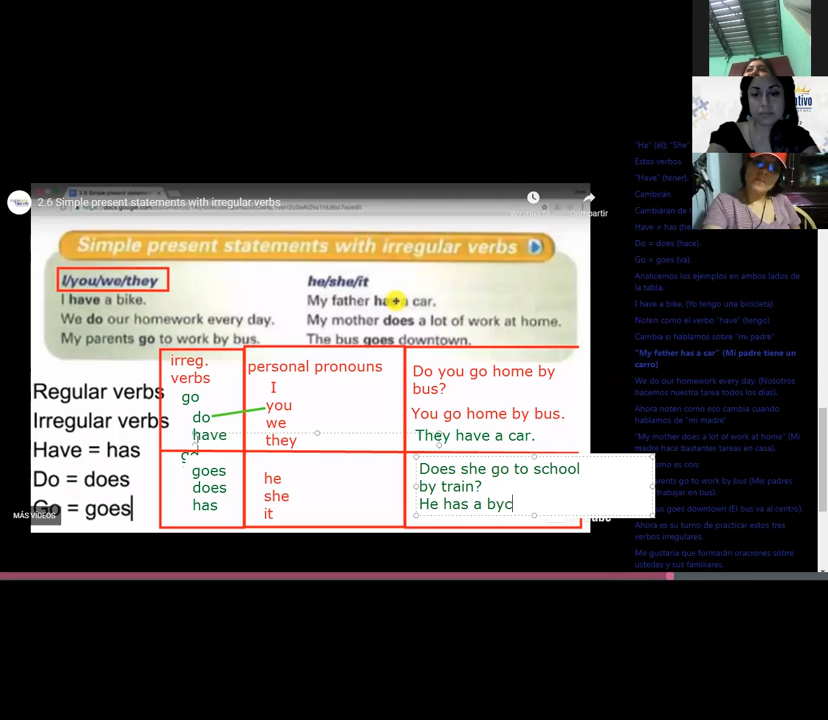 2.6 Simple present statements with irregular verbs
Compartir
Simple present statements with irregular verbs
I/you/we/they
he/she/it
I have a bike.
My father has a car.
We do our homework every day.
My mother does a lot of work at home.
My parents go to work by bus.
The bus goes downtown.
irreg.
verbs
personal pronouns
Do you go home by
bus?
Regular verbs
go
I
do
you
You go home by bus.
Irregular verbs
we
have
they
They have a car.
Have = has
goes
he
Does she go to school
does
she
by train?
Do = does
has
it
He has a byc
Go = goes
MÁS VIDEOS
tivo
"He" (él); "She"
Estos verbos
"Have" (tener).
Cambirán
Cambiaran de
Have = has
Do = does (hace).
Go = goes (va).
Analicemos los ejemplos en ambos lados de
la tabla.
I have a bike. (Yo tengo una bicicleta)
Noten como el verbo "have" (tengo)
Cambia si hablamos sobre "mi padre"
"My father has a car" (Mi padre tiene un
carro)
We do our homework every day. (Nosotros
hacemos nuestra tarea todos los días).
Ahora noten como eso cambia cuando
hablamos de "mi madre"
"My mother does a lot of work at home" (Mi
madre hace bastantes tareas en casa).
ismo es con:
parents go to work by bus (Mis padres
trabajar en bus).
us goes downtown (El bus va al centro).
Ahora es su turno de practicar estos tres
verbos irregulares.
Me gustaría que formarán oraciones sobre
ustedes y sus familiares.